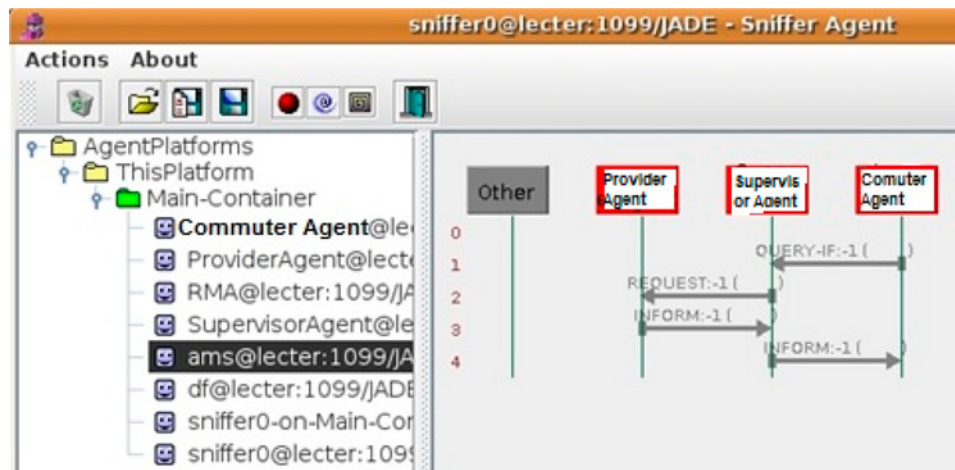 sniffer0@lecter:1099/JADE - Sniffer Agent
Actions About
AgentPlatforms
ThisPlatform
Main-Container
Commuter Agent@le
ProviderAgent@lecte
RMA@lecter:1099/JA
SupervisorAgent@le
ams@lecter:1099/JA
df@lecter:1099/JADE
sniffer0-on-Main-Cor
sniffer0@lecter:109
Other
Provider
Agent
Supervis
or Agent
Comuter
Agent
0
1
QUERY-IF:-1 ( )
2
REQUEST:-1 ( )
3
INFORM:-1 ( )
4
INFORM:-1 ( )